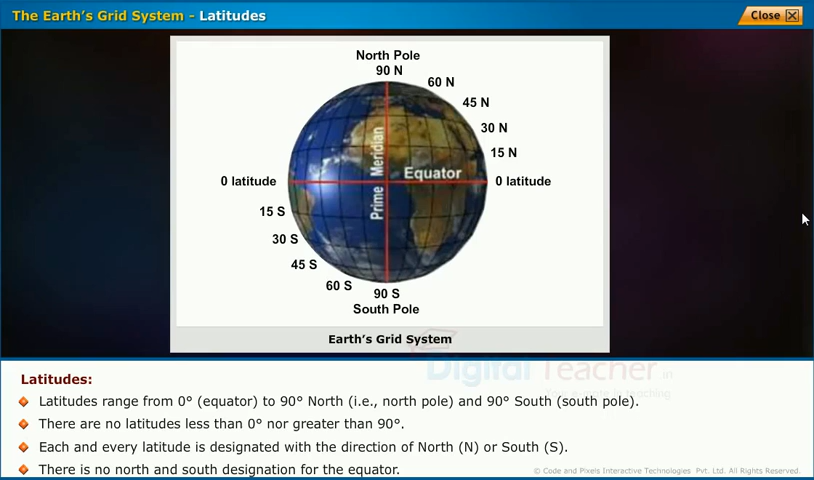 The Earth's Grid System - Latitudes
Close
North Pole
90 N
60 N
45 N
30 N
15 N
Prime Meridian
Equator
0 latitude
0 latitude
15 S
30 S
45 S
60 S
90 S
South Pole
Earth's Grid System
Digital Teacher.in
Latitudes:
Latitudes range from 0° (equator) to 90° North (i.e., north pole) and 90° South (south pole).
There are no latitudes less than 0° nor greater than 90°.
Each and every latitude is designated with the direction of North (N) or South (S).
There is no north and south designation for the equator.
© Code and Pixels Interactive Technologies Pvt. Ltd. All Rights Reserved.